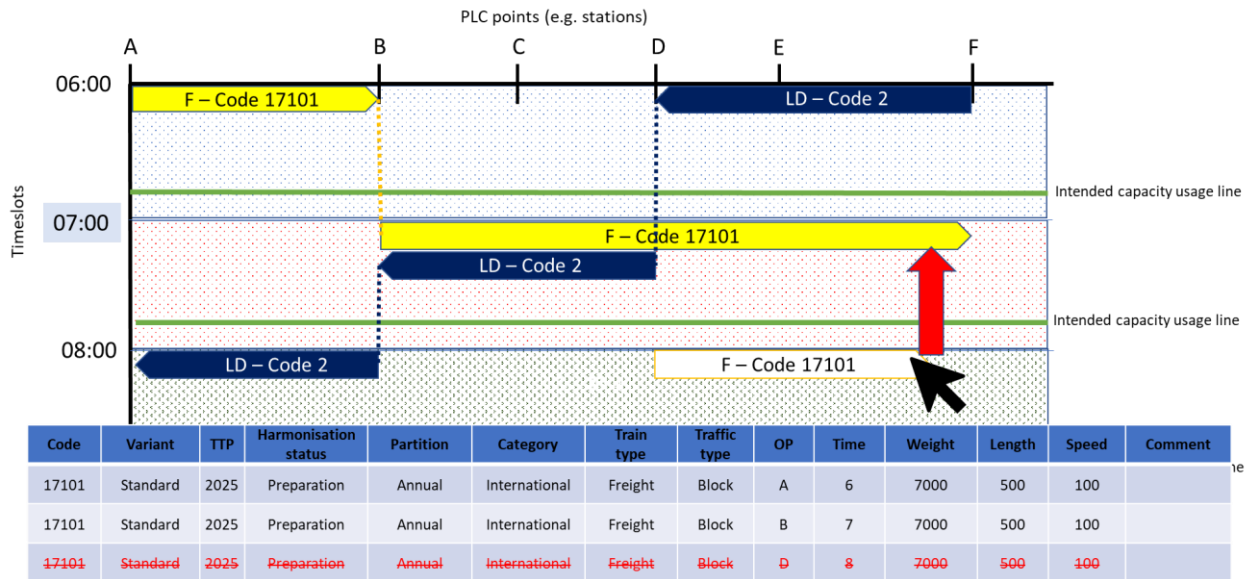 PLC points (e.g. stations)
A B C D E F
06:00
F – Code 17101 LD – Code 2
Intended capacity usage line
Timeslots
07:00
F – Code 17101
LD – Code 2
Intended capacity usage line
08:00
LD – Code 2 F – Code 17101
Code Variant TTP Harmonisation status Partition Category Train type Traffic type OP Time Weight Length Speed Comment
ne
17101 Standard 2025 Preparation Annual International Freight Block A 6 7000 500 100
17101 Standard 2025 Preparation Annual International Freight Block B 7 7000 500 100
17101 Standard 2025 Preparation Annual International Freight Block D 8 7000 500 100